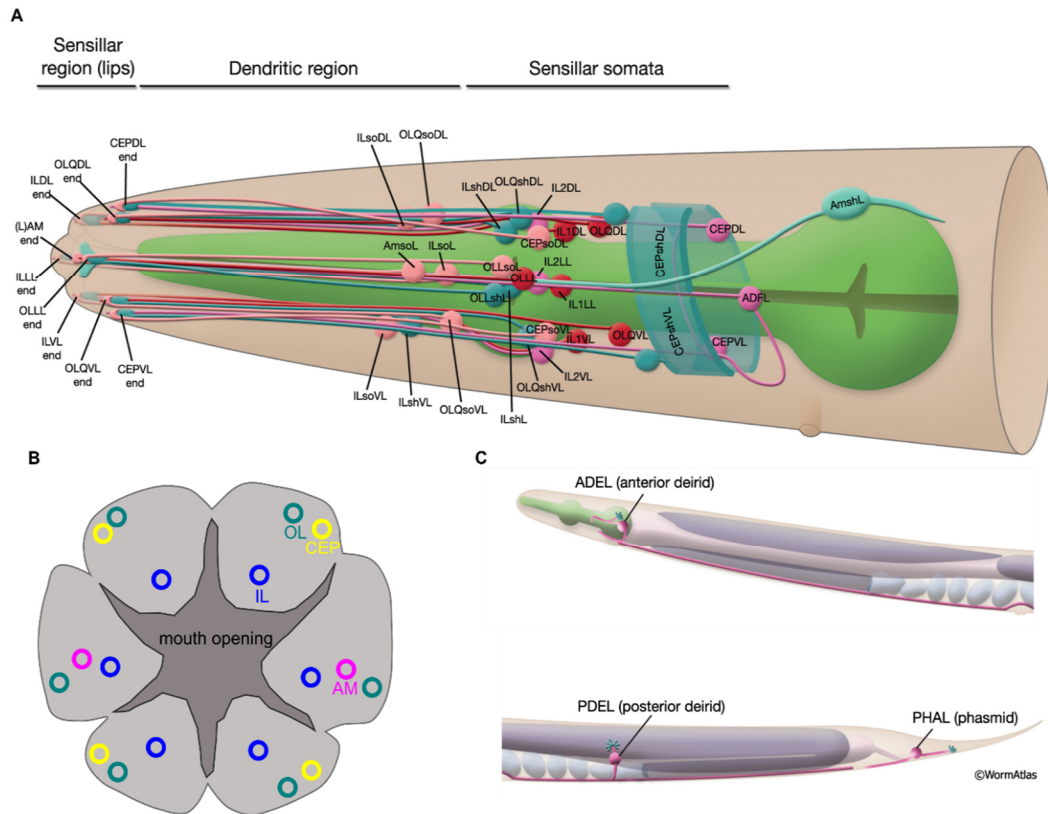 A
Sensillar
region (lips)
Dendritic region
Sensillar somata
CEPDL
end
OLQDL
end
ILDL
end
(L)AM
end
ILLL
end
OLLL
end
ILVL
end
OLQVL
end
CEPVL
end
ILsoDL
OLQsoDL
ILshDL
OLQshDL
IL2DL
CEPsoDL
IL1DL
OLQDL
CEPDL
AmshL
AmsoL
ILsoL
OLLsoL
OLLL
IL2LL
OLLshL
IL1LL
CEPshDL
CEPshVL
ADFL
CEPsoVL
IL1VL
OLQVL
CEPVL
ILsoVL
ILshVL
OLQsoVL
ILshL
OLQshVL
IL2VL
B
OL
CEP
IL
mouth opening
AM
C
ADEL (anterior deirid)
PDEL (posterior deirid)
PHAL (phasmid)
©WormAtlas